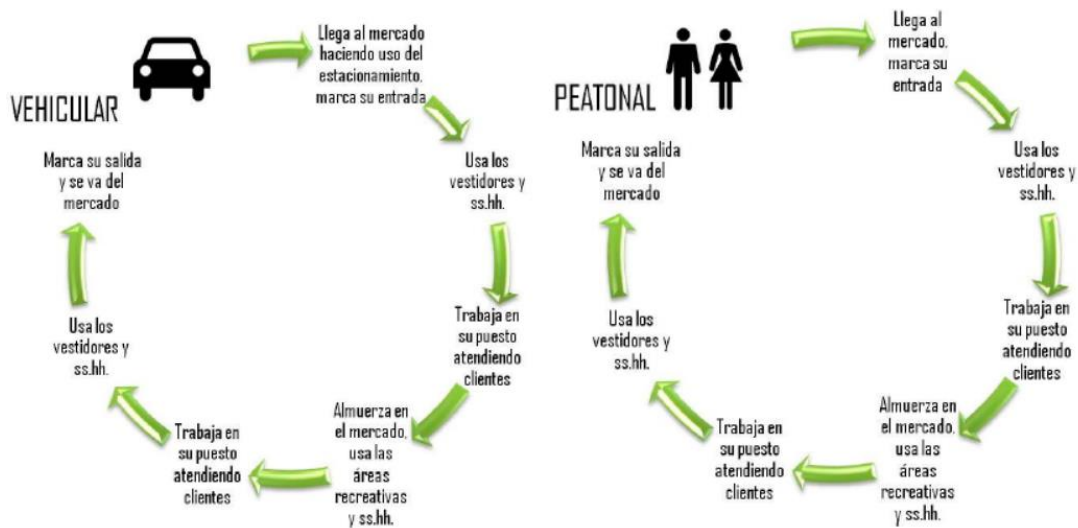 VEHICULAR
Llega al mercado
haciendo uso del
estacionamiento,
marca su entrada
Usa los
vestidores y
ss.hh.
Trabaja en
su puesto
atendiendo
clientes
Almuerza en
el mercado,
usa las
áreas
recreativas
y ss.hh.
Trabaja en
su puesto
atendiendo
clientes
Usa los
vestidores y
ss.hh.
Marca su salida
y se va del
mercado
PEATONAL
Llega al
mercado,
marca su
entrada
Usa los
vestidores y
ss.hh.
Trabaja en
su puesto
atendiendo
clientes
Almuerza en
el mercado,
usa las
áreas
recreativas
y ss.hh.
Trabaja en
su puesto
atendiendo
clientes
Usa los
vestidores y
ss.hh.
Marca su salida
y se va del
mercado